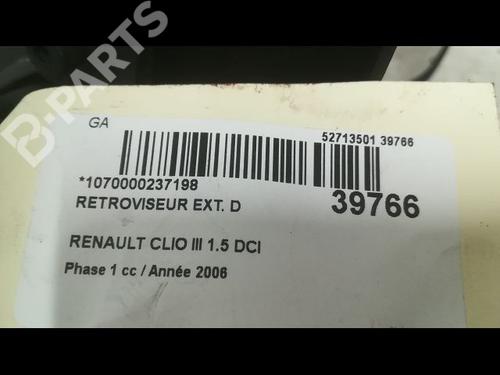 B-PARTS
GA
52713501 39766
*1070000237198
RETROVISEUR EXT. D
39766
RENAULT CLIO III 1.5 DCI
Phase 1 cc / Année 2006